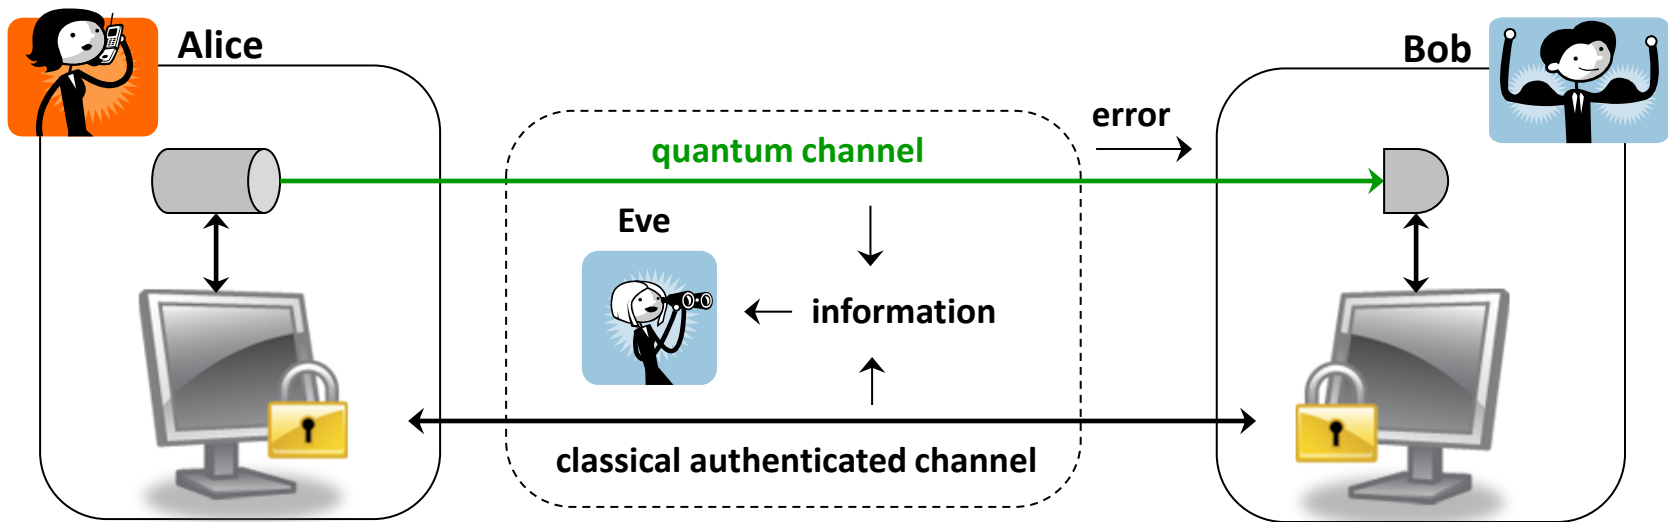 Alice
Bob
error
quantum channel
Eve
information
classical authenticated channel